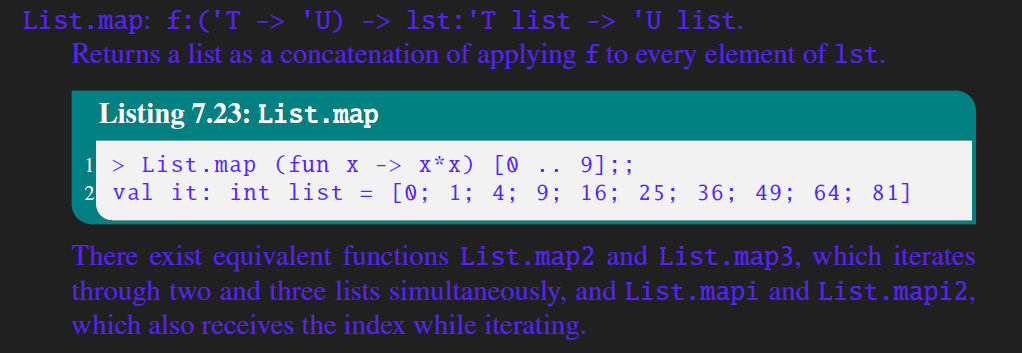 List.map: f:('T -> 'U) -> lst:'T list -> 'U list.
Returns a list as a concatenation of applying f to every element of lst.
Listing 7.23: List.map
1 > List.map (fun x -> x*x) [0 .. 9];;
2 val it: int list = [0; 1; 4; 9; 16; 25; 36; 49; 64; 81]
There exist equivalent functions List.map2 and List.map3, which iterates
through two and three lists simultaneously, and List.mapi and List.mapi2,
which also receives the index while iterating.